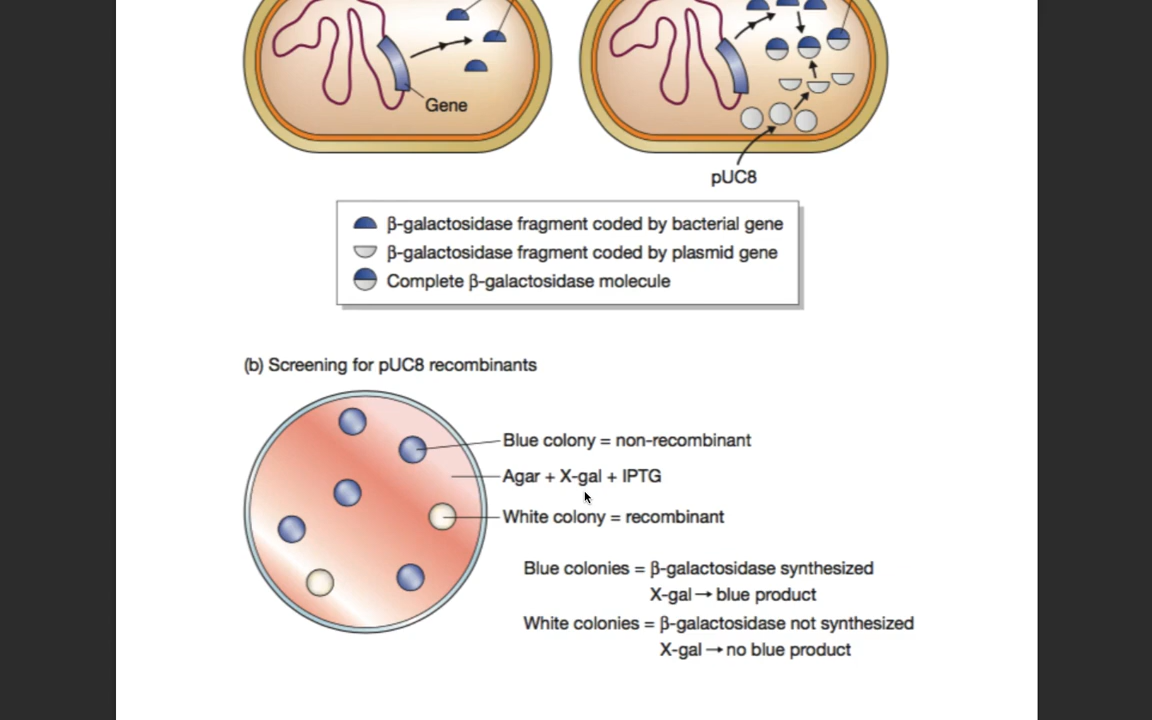 Gene
pUC8
β-galactosidase fragment coded by bacterial gene
β-galactosidase fragment coded by plasmid gene
Complete β-galactosidase molecule
(b) Screening for pUC8 recombinants
Blue colony = non-recombinant
Agar + X-gal + IPTG
White colony = recombinant
Blue colonies = β-galactosidase synthesized
X-gal → blue product
White colonies = β-galactosidase not synthesized
X-gal → no blue product